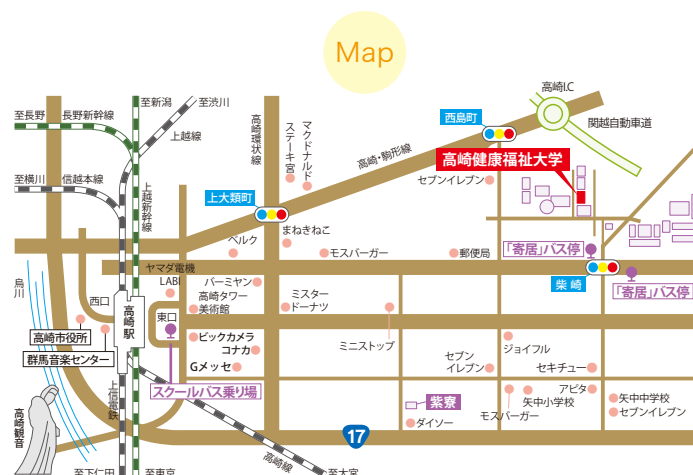 Map
高崎I.C
至新潟
至渋川
至長野
長野新幹線
上越線
高崎環状線
ステーキ宮
マクドナルド
西島町
関越自動車道
高崎・駒形線
高崎健康福祉大学
至横川
信越本線
上越新幹線
セブンイレブン
上大類町
まねきねこ
ベルク
モスバーガー
郵便局
「寄居」バス停
ヤマダ電機
LABI
バーミヤン
柴崎
「寄居」バス停
烏川
西口
高崎駅
東口
高崎タワー
美術館
ミスター
ドーナツ
高崎市役所
群馬音楽センター
ビックカメラ
コナカ
Gメッセ
ミニストップ
ジョイフル
セブン
イレブン
セキチュー
スクールバス乗り場
上信電鉄
高崎観音
紫寮
ダイソー
モスバーガー
矢中小学校
アピタ
矢中中学校
セブンイレブン
17
高崎線
至下仁田
至東京
至大宮